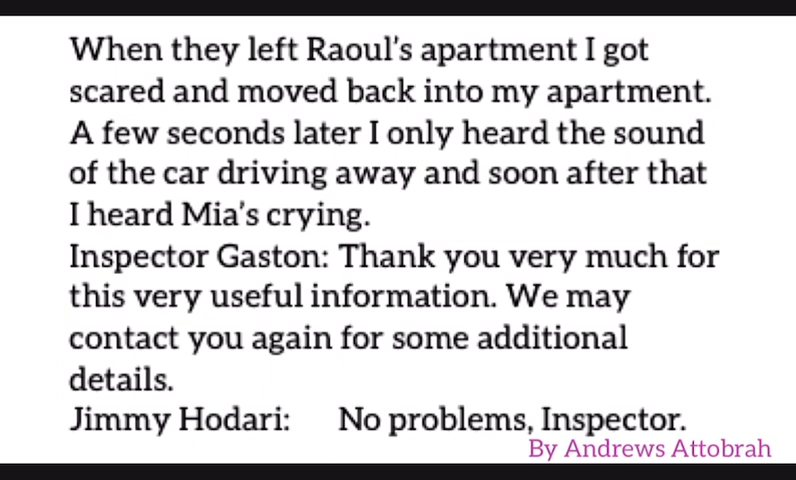 When they left Raoul's apartment I got
scared and moved back into my apartment.
A few seconds later I only heard the sound
of the car driving away and soon after that
I heard Mia's crying.
Inspector Gaston: Thank you very much for
this very useful information. We may
contact you again for some additional
details.
Jimmy Hodari: No problems, Inspector.
By Andrews Attobrah